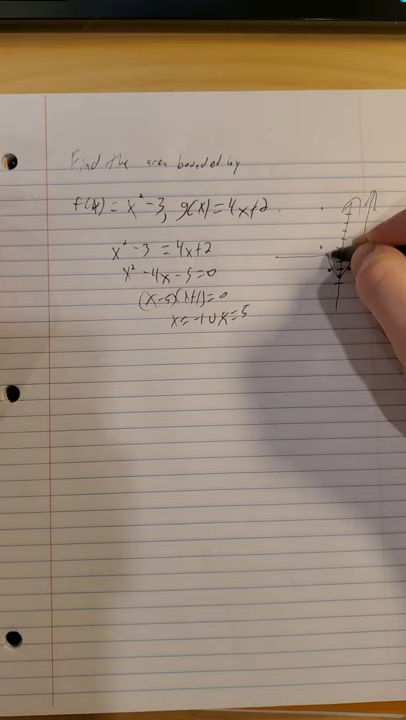 Find the area bounded by
f(x) = x² - 3, g(x) = 4x+2
x² - 3 = 4x+2
x² - 4x - 5 = 0
(x-5)(x+1) = 0
x = -1 ∪ x = 5